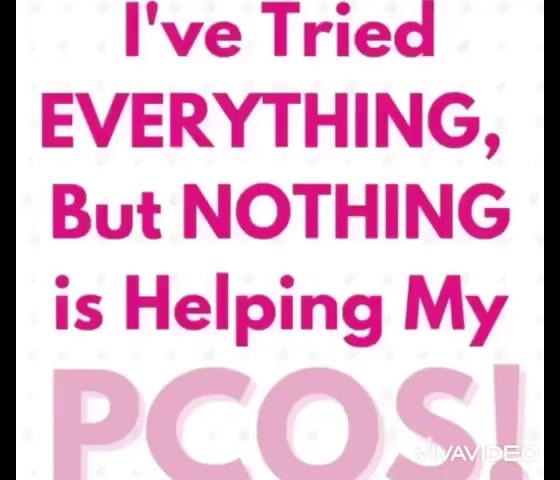 I've Tried
EVERYTHING,
But NOTHING
is Helping My
PCOS!
VIVAVIDEO